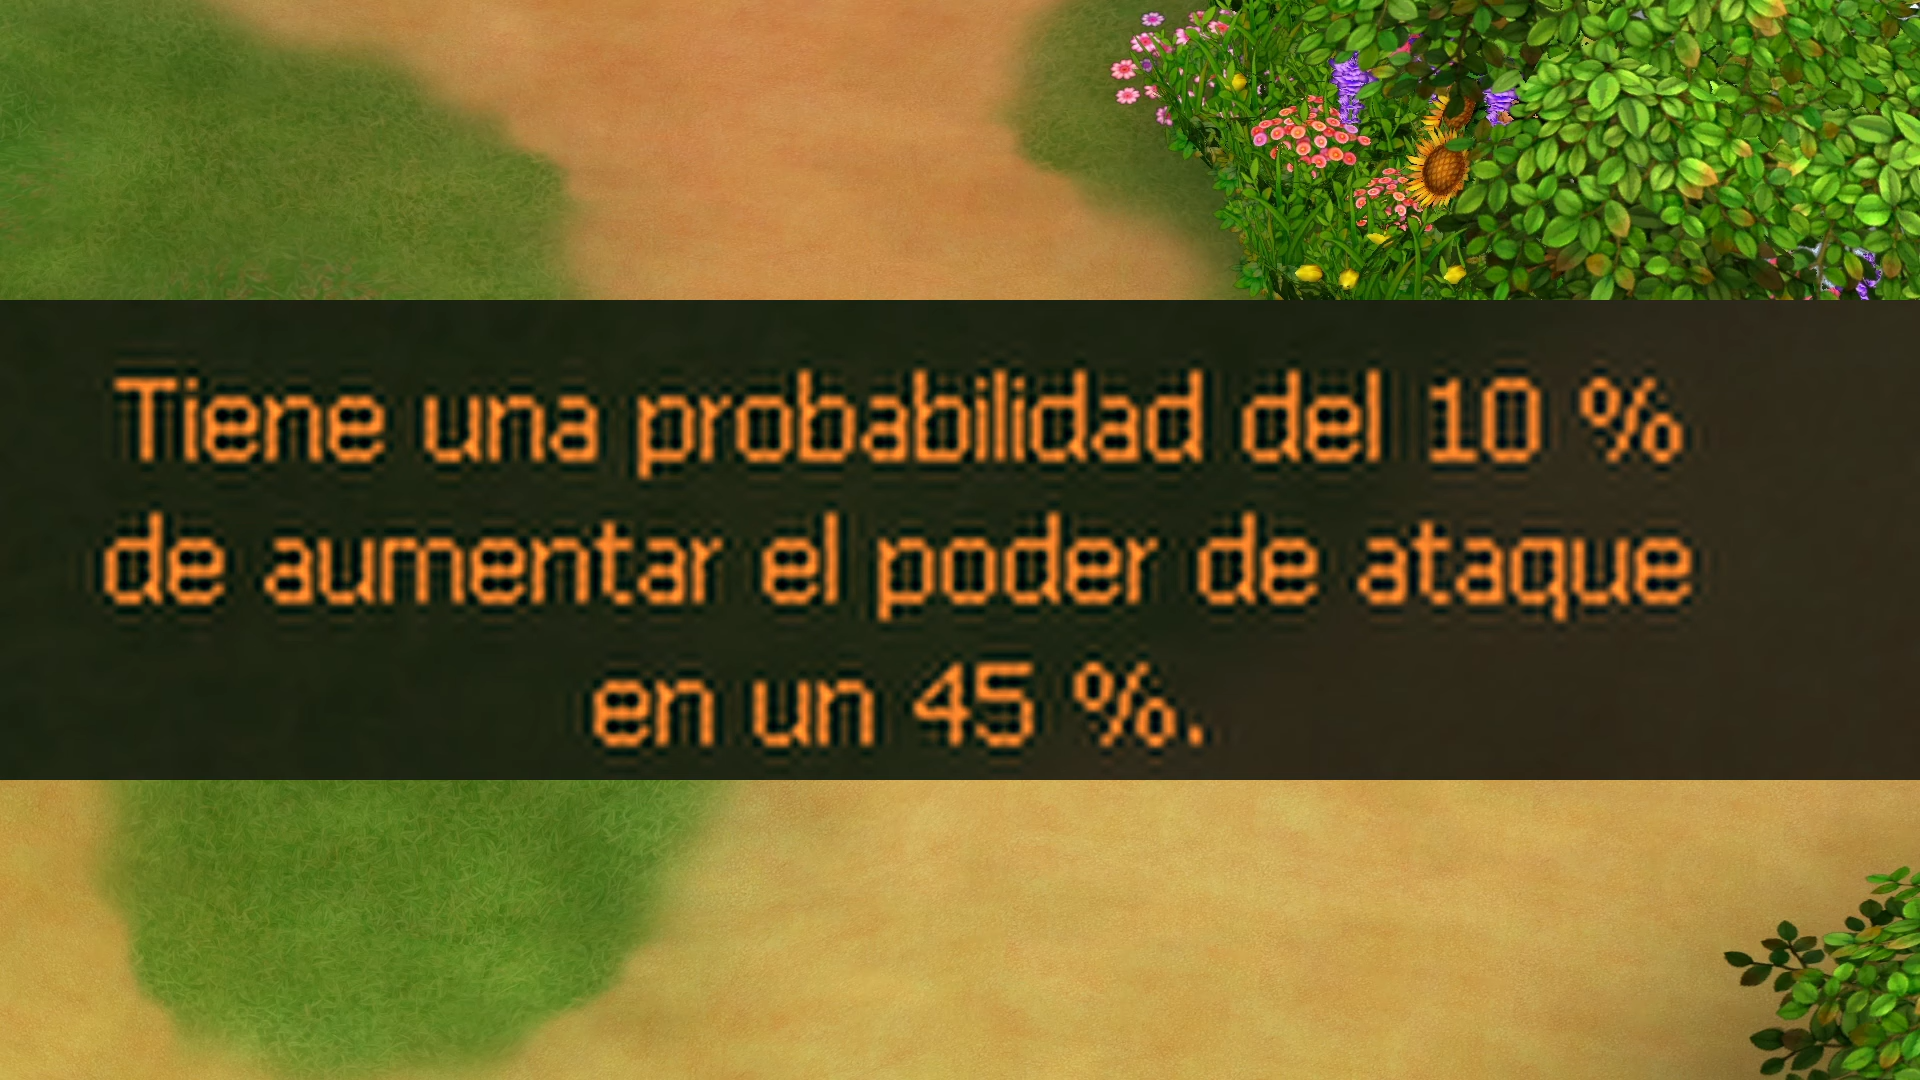 Tiene una probabilidad del 10 %
de aumentar el poder de ataque
en un 45 %.